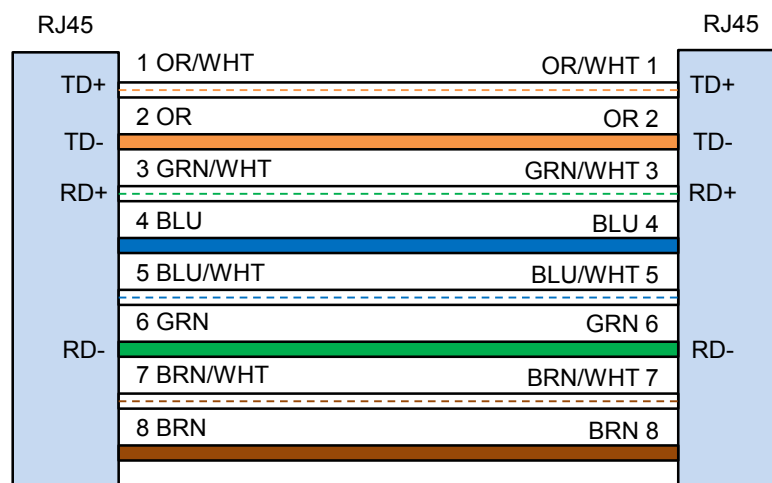 RJ45 RJ45
1 OR/WHT OR/WHT 1
TD+ TD+
2 OR OR 2
TD- TD-
3 GRN/WHT GRN/WHT 3
RD+ RD+
4 BLU BLU 4
5 BLU/WHT BLU/WHT 5
6 GRN GRN 6
RD- RD-
7 BRN/WHT BRN/WHT 7
8 BRN BRN 8